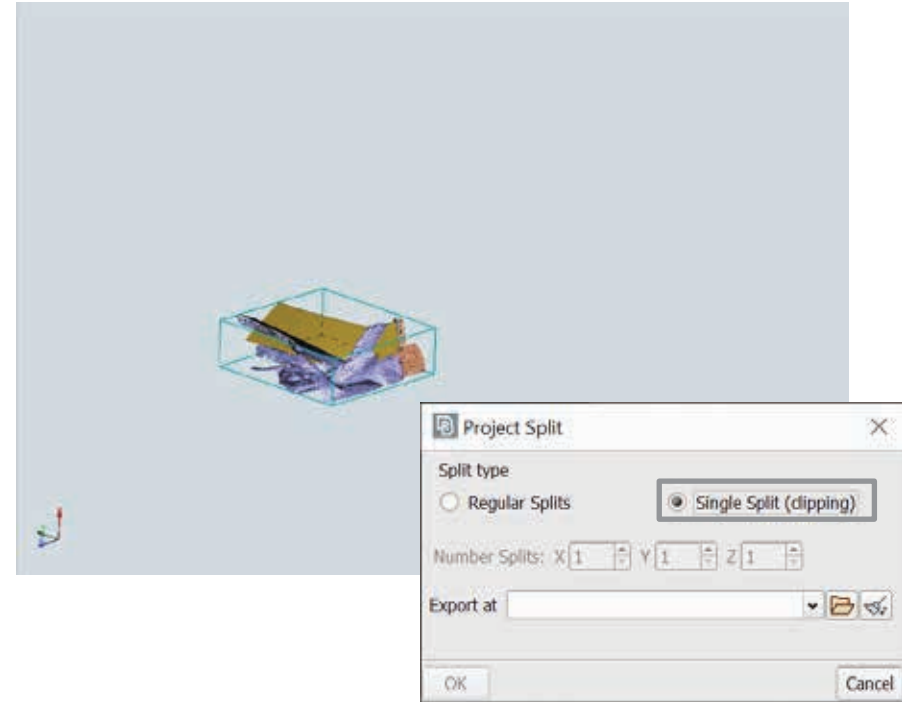 Project Split
Split type
Regular Splits Single Split (clipping)
Number Splits: X 1 Y 1 Z 1
Export at
OK Cancel